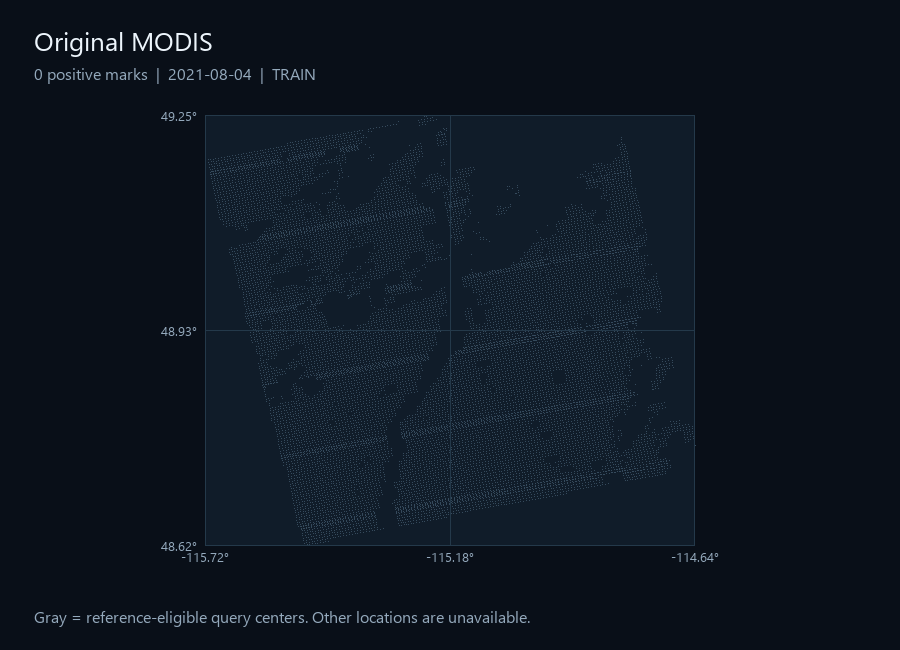 Original MODIS
0 positive marks | 2021-08-04 | TRAIN
49.25°
48.93°
48.62°
-115.72°
-115.18°
-114.64°
Gray = reference-eligible query centers. Other locations are unavailable.